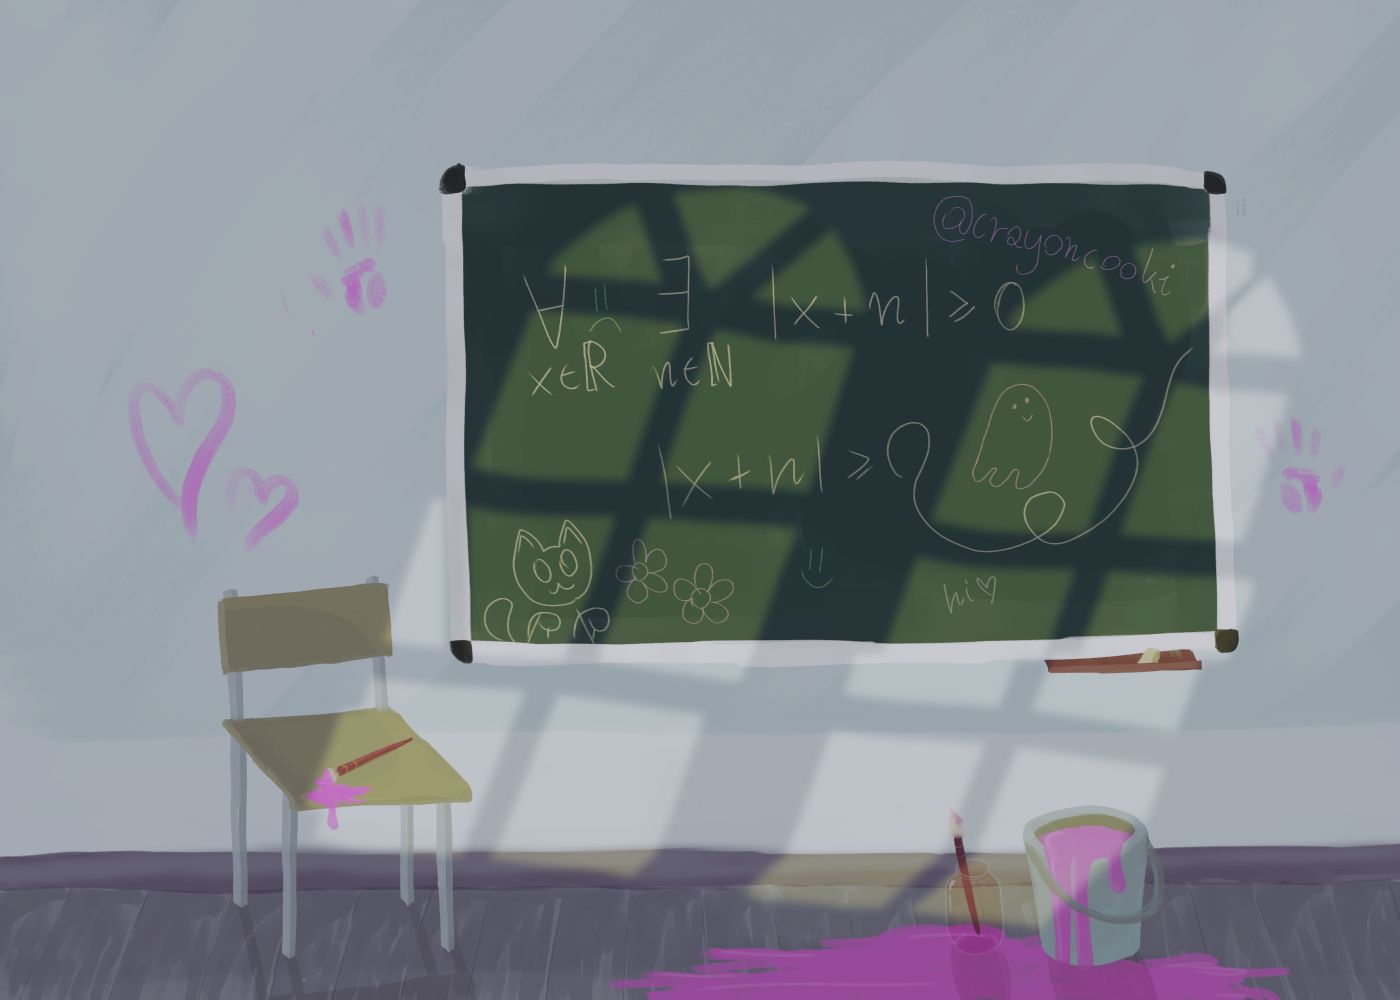 @crayoncooki
∀ ∃ |x+n| ⩾ 0
x∈ℝ n∈ℕ
|x+n| ⩾
hi♡